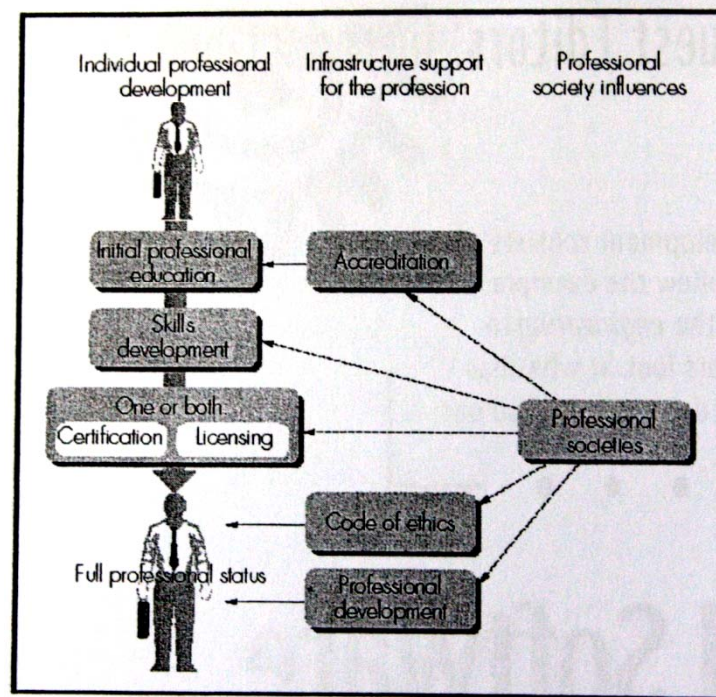 Individual professional
development
Infrastructure support
for the profession
Professional
society influences
Initial professional
education
Accreditation
Skills
development
One or both
Certification
Licensing
Professional
societies
Code of ethics
Full professional status
Professional
development